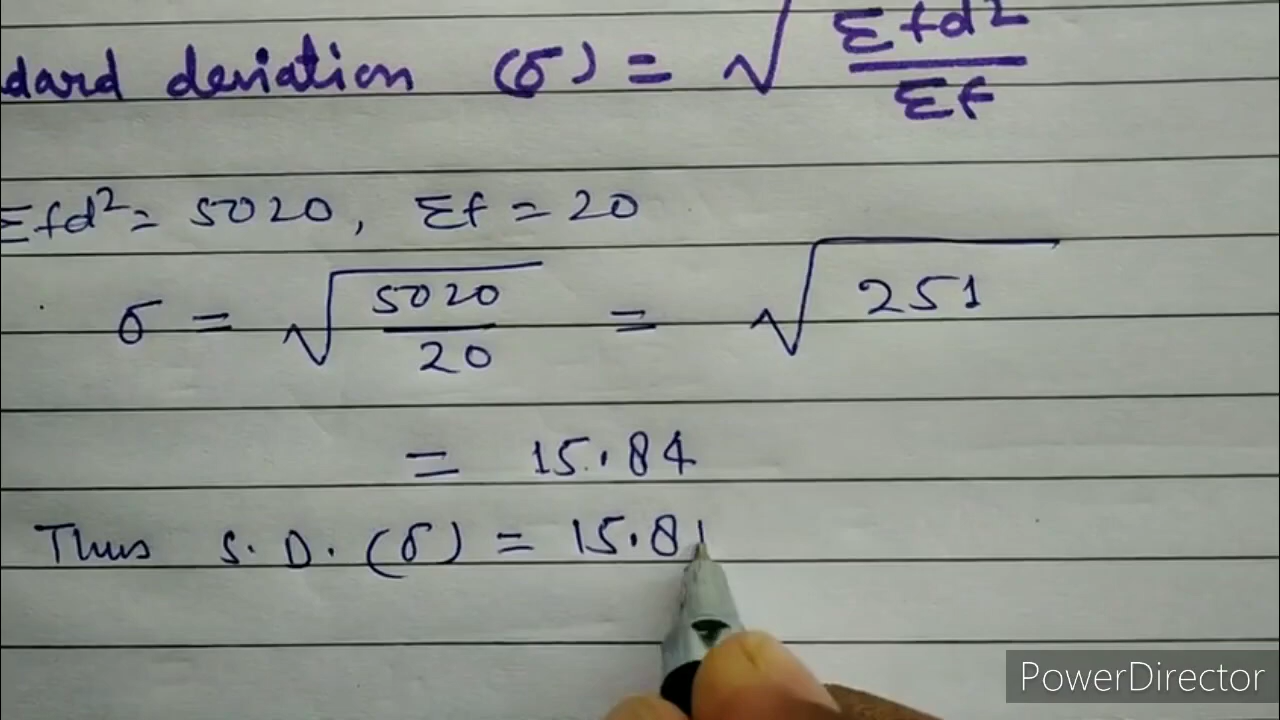 dard deviation (σ) = √ Σfd²/Σf
Σfd² = 5020, Σf = 20
σ = √ 5020/20 = √ 251
= 15.84
Thus S.D. (σ) = 15.8
PowerDirector